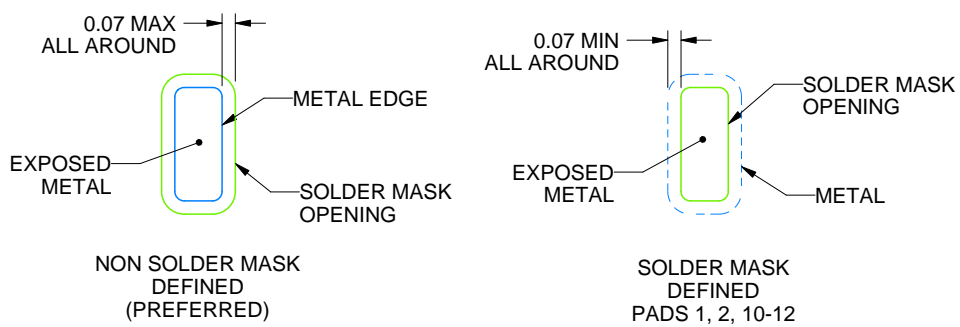 0.07 MAX
ALL AROUND
METAL EDGE
EXPOSED
METAL
SOLDER MASK
OPENING
NON SOLDER MASK
DEFINED
(PREFERRED)
0.07 MIN
ALL AROUND
SOLDER MASK
OPENING
EXPOSED
METAL
METAL
SOLDER MASK
DEFINED
PADS 1, 2, 10-12